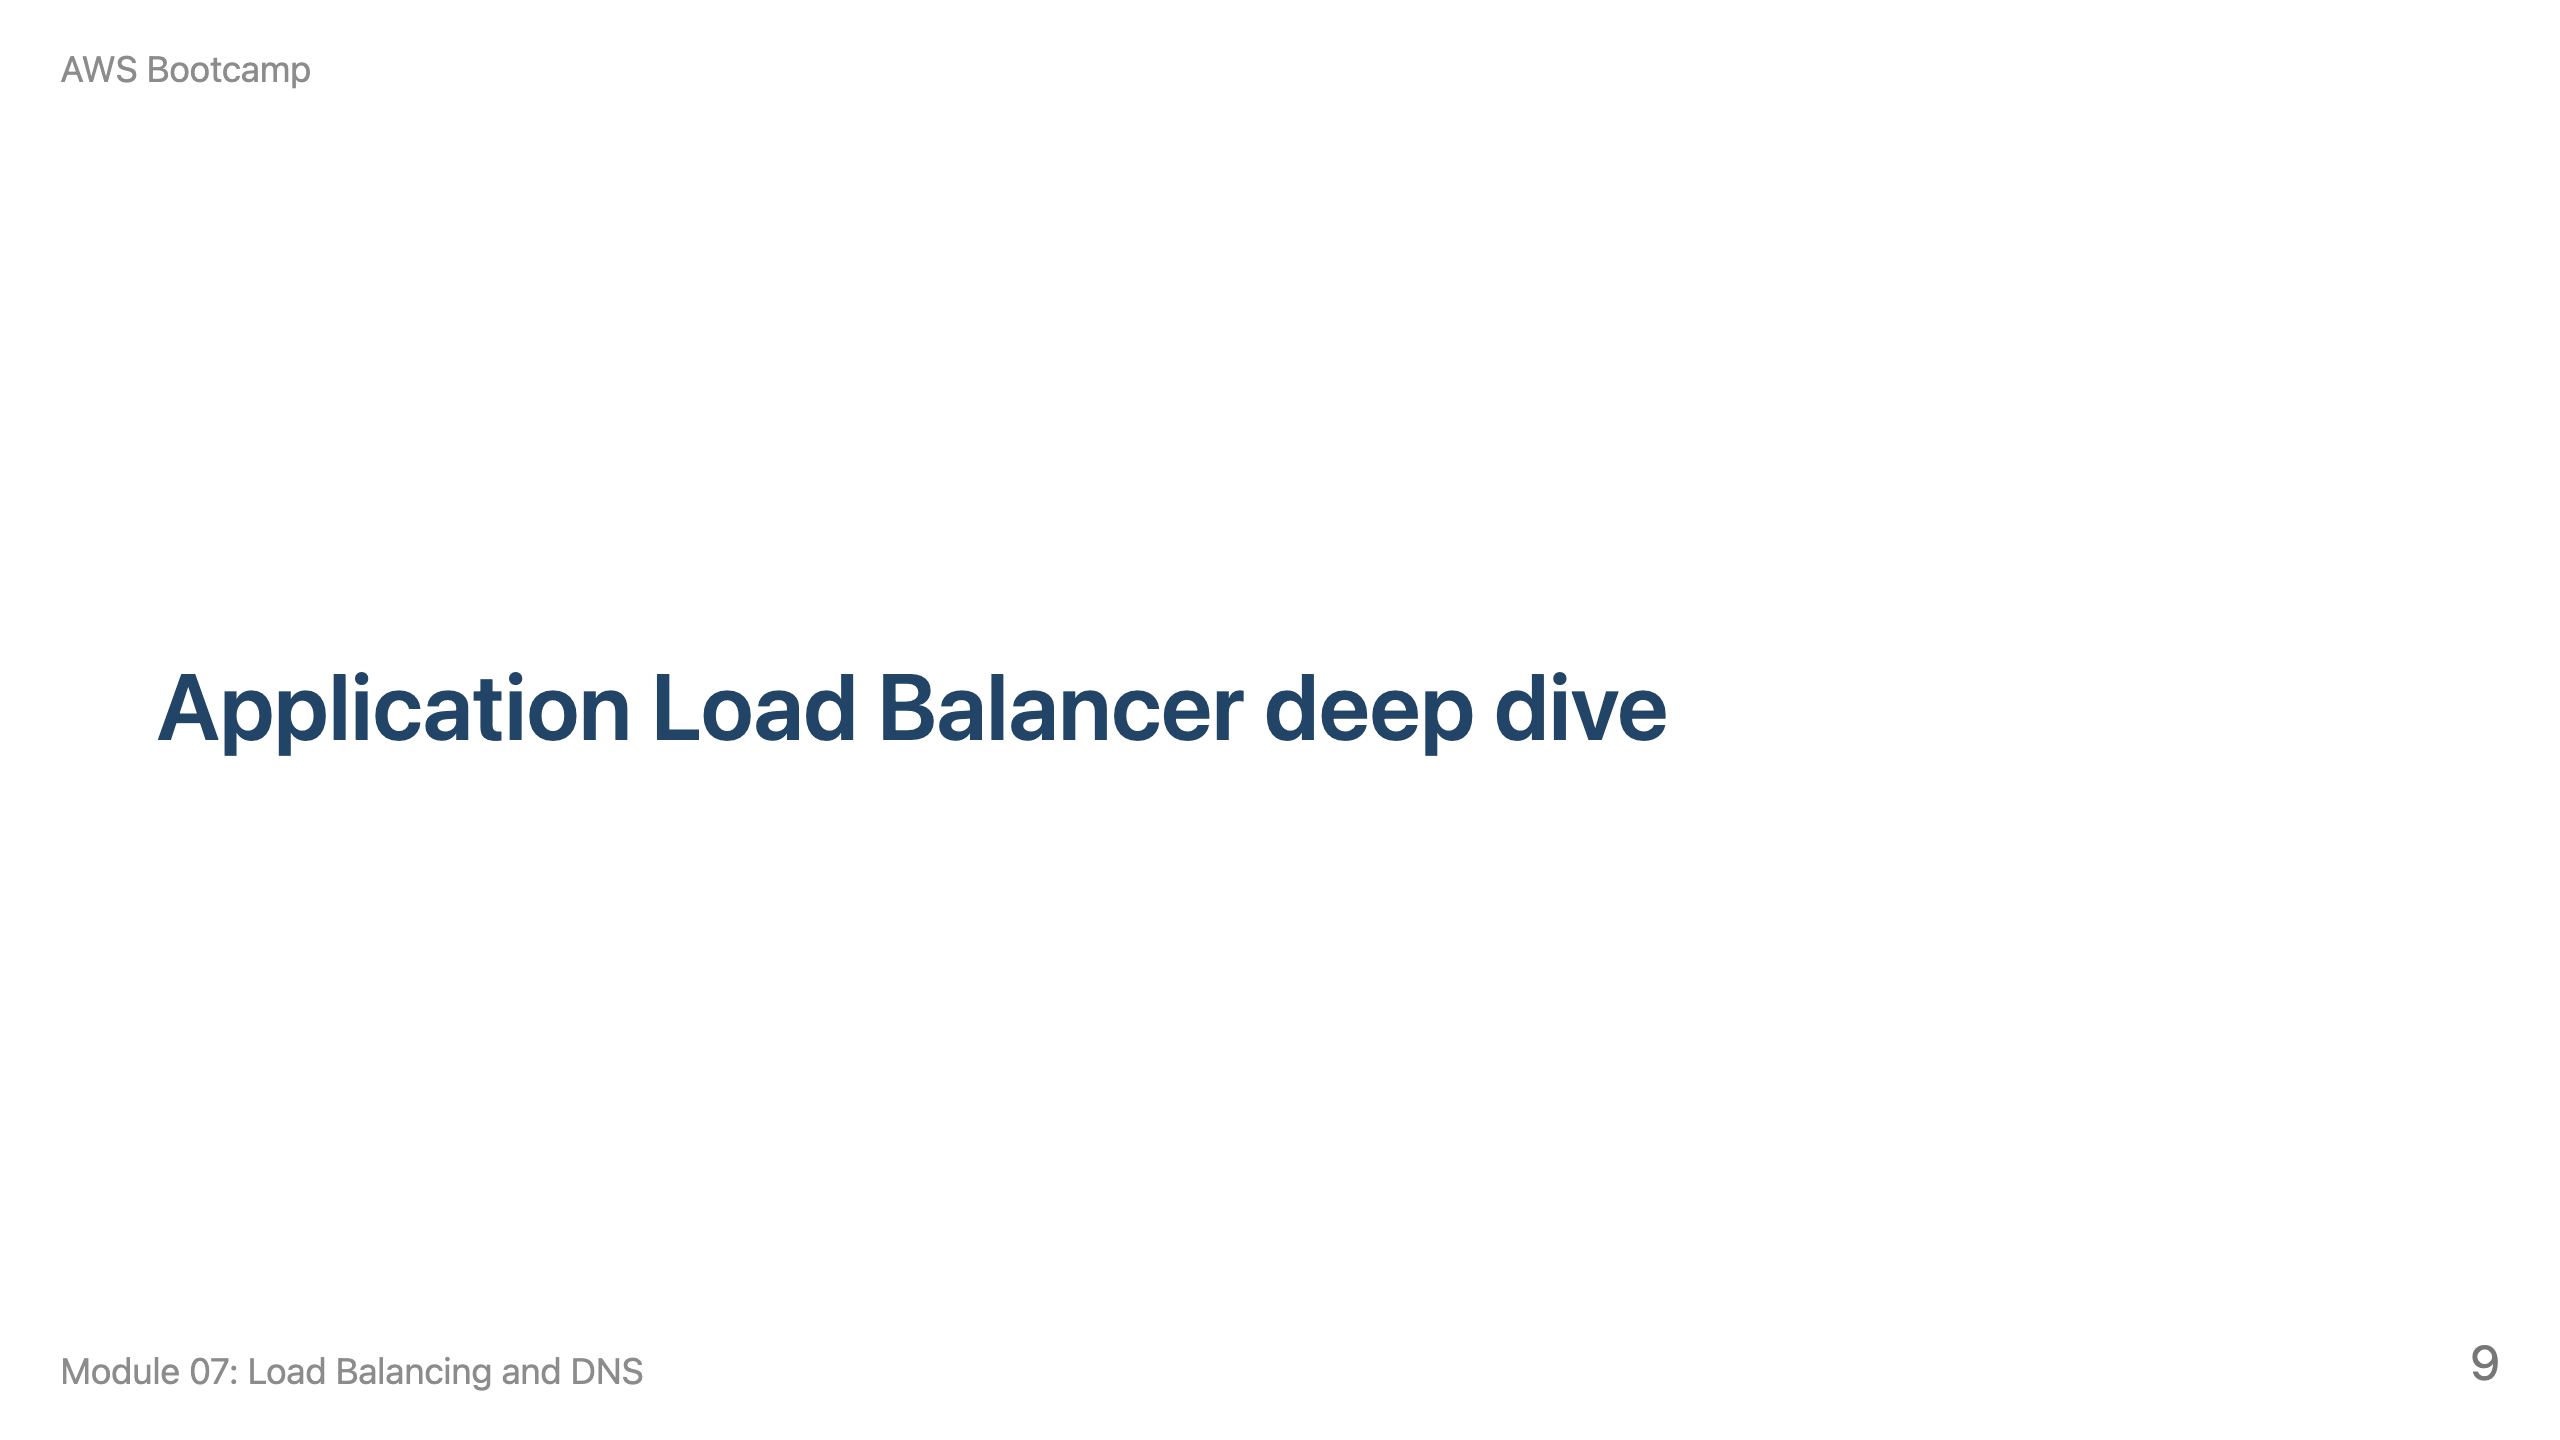 AWS Bootcamp
Application Load Balancer deep dive
Module 07: Load Balancing and DNS
9